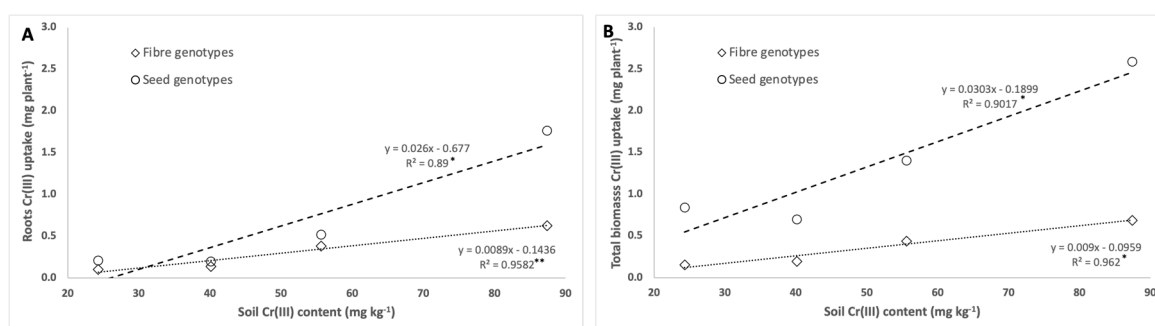 A
Roots Cr(III) uptake (mg plant⁻¹)
3.0
2.5
2.0
1.5
1.0
0.5
0.0
Fibre genotypes
Seed genotypes
y = 0.026x - 0.677
R² = 0.89 *
y = 0.0089x - 0.1436
R² = 0.9582**
20 30 40 50 60 70 80 90
Soil Cr(III) content (mg kg⁻¹)
B
Total biomasss Cr(III) uptake (mg plant⁻¹)
3.0
2.5
2.0
1.5
1.0
0.5
0.0
Fibre genotypes
Seed genotypes
y = 0.0303x - 0.1899
R² = 0.9017 *
y = 0.009x - 0.0959
R² = 0.962 *
20 30 40 50 60 70 80 90
Soil Cr(III) content (mg kg⁻¹)